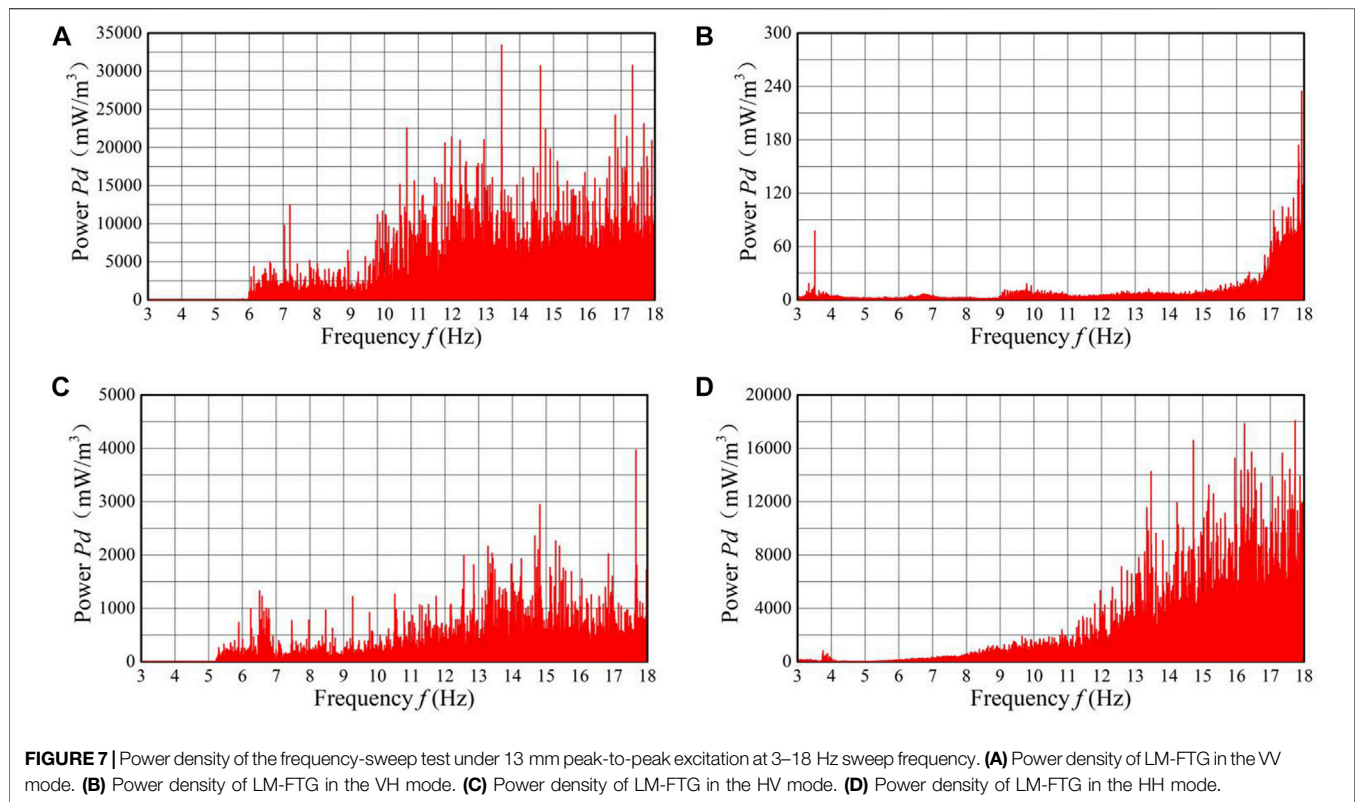 A
35000
30000
25000
20000
15000
10000
5000
0
Power Pd (mW/m³)
3 4 5 6 7 8 9 10 11 12 13 14 15 16 17 18
Frequency f (Hz)
B
300
240
180
120
60
0
Power Pd (mW/m³)
3 4 5 6 7 8 9 10 11 12 13 14 15 16 17 18
Frequency f (Hz)
C
5000
4000
3000
2000
1000
0
Power Pd (mW/m³)
3 4 5 6 7 8 9 10 11 12 13 14 15 16 17 18
Frequency f (Hz)
D
20000
16000
12000
8000
4000
0
Power Pd (mW/m³)
3 4 5 6 7 8 9 10 11 12 13 14 15 16 17 18
Frequency f (Hz)
FIGURE 7 | Power density of the frequency-sweep test under 13 mm peak-to-peak excitation at 3–18 Hz sweep frequency. (A) Power density of LM-FTG in the VV
mode. (B) Power density of LM-FTG in the VH mode. (C) Power density of LM-FTG in the HV mode. (D) Power density of LM-FTG in the HH mode.